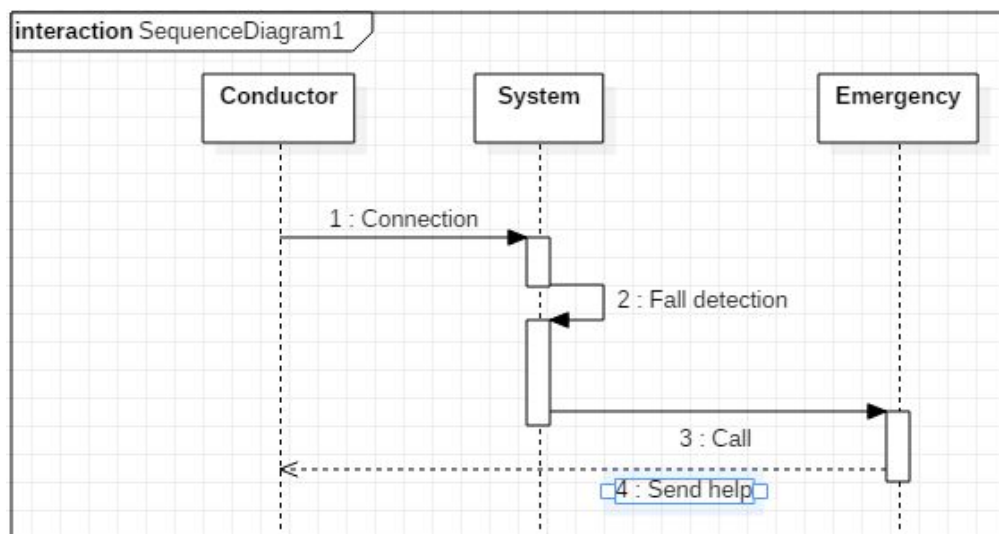 interaction SequenceDiagram1
Conductor
System
Emergency
1 : Connection
2 : Fall detection
3 : Call
4 : Send help